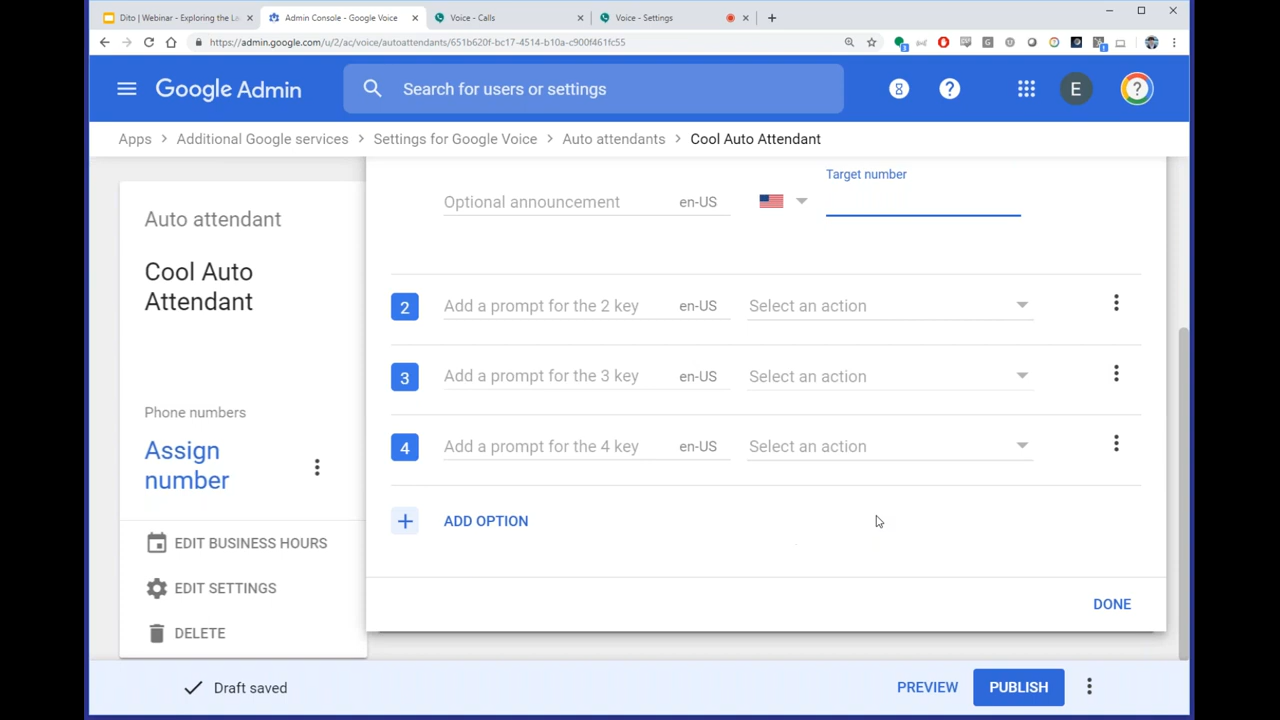 Dito | Webinar - Exploring the La
Admin Console - Google Voice
Voice - Calls
Voice - Settings
https://admin.google.com/u/2/ac/voice/autoattendants/651b620f-bc17-4514-b10a-c900f461fc55
Google Admin
Search for users or settings
E
?
Apps > Additional Google services > Settings for Google Voice > Auto attendants > Cool Auto Attendant
Auto attendant
Cool Auto
Attendant
Phone numbers
Assign
number
EDIT BUSINESS HOURS
EDIT SETTINGS
DELETE
Target number
Optional announcement en-US
2 Add a prompt for the 2 key en-US Select an action
3 Add a prompt for the 3 key en-US Select an action
4 Add a prompt for the 4 key en-US Select an action
+ ADD OPTION
DONE
Draft saved
PREVIEW
PUBLISH